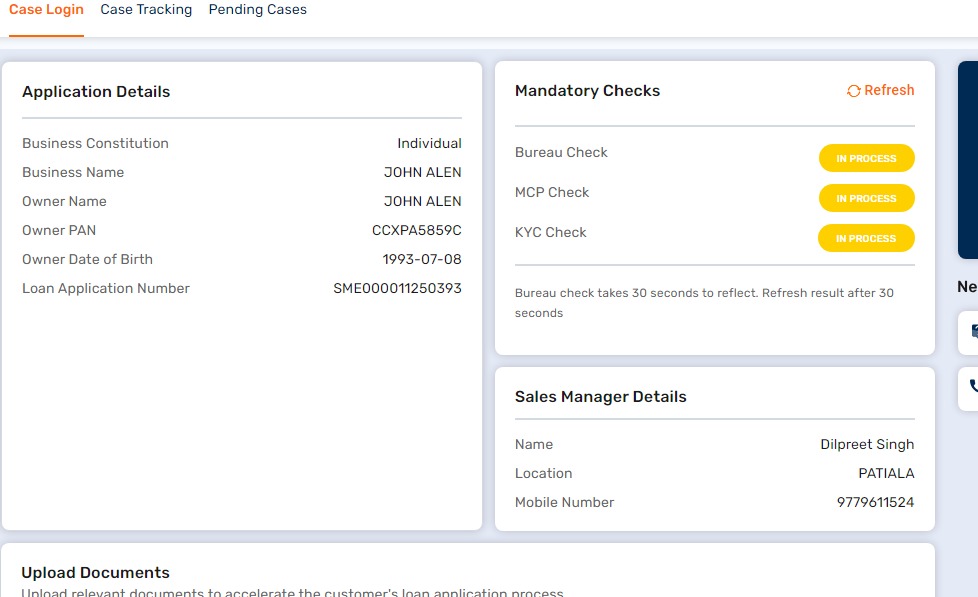 Case Login Case Tracking Pending Cases
Application Details
Business Constitution Individual
Business Name JOHN ALEN
Owner Name JOHN ALEN
Owner PAN CCXPA5859C
Owner Date of Birth 1993-07-08
Loan Application Number SME000011250393
Mandatory Checks Refresh
Bureau Check IN PROCESS
MCP Check IN PROCESS
KYC Check IN PROCESS
Bureau check takes 30 seconds to reflect. Refresh result after 30
seconds
Sales Manager Details
Name Dilpreet Singh
Location PATIALA
Mobile Number 9779611524
Ne
Upload Documents
Upload relevant documents to accelerate the customer's loan application process